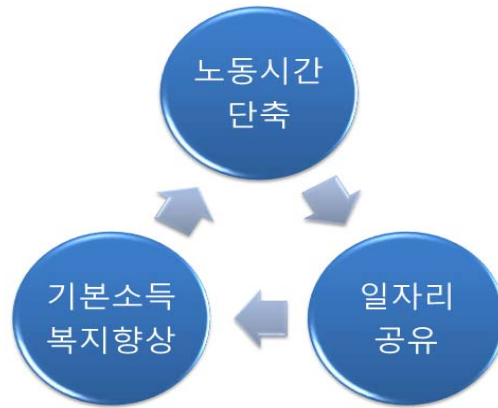 노동시간
단축
기본소득
복지향상
일자리
공유